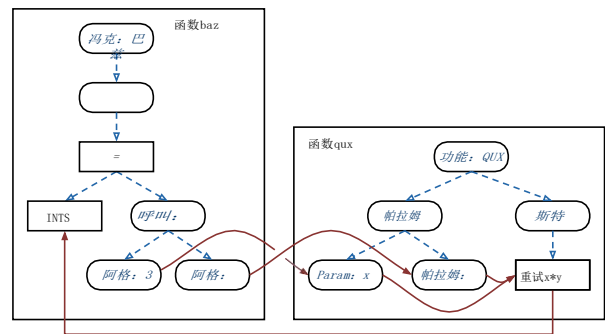 函数baz
冯克：巴
兹
=
INTS
呼叫：
阿格：3
阿格：
函数qux
功能：QUX
帕拉姆
斯特
Param：x
帕拉姆：
重试x*y